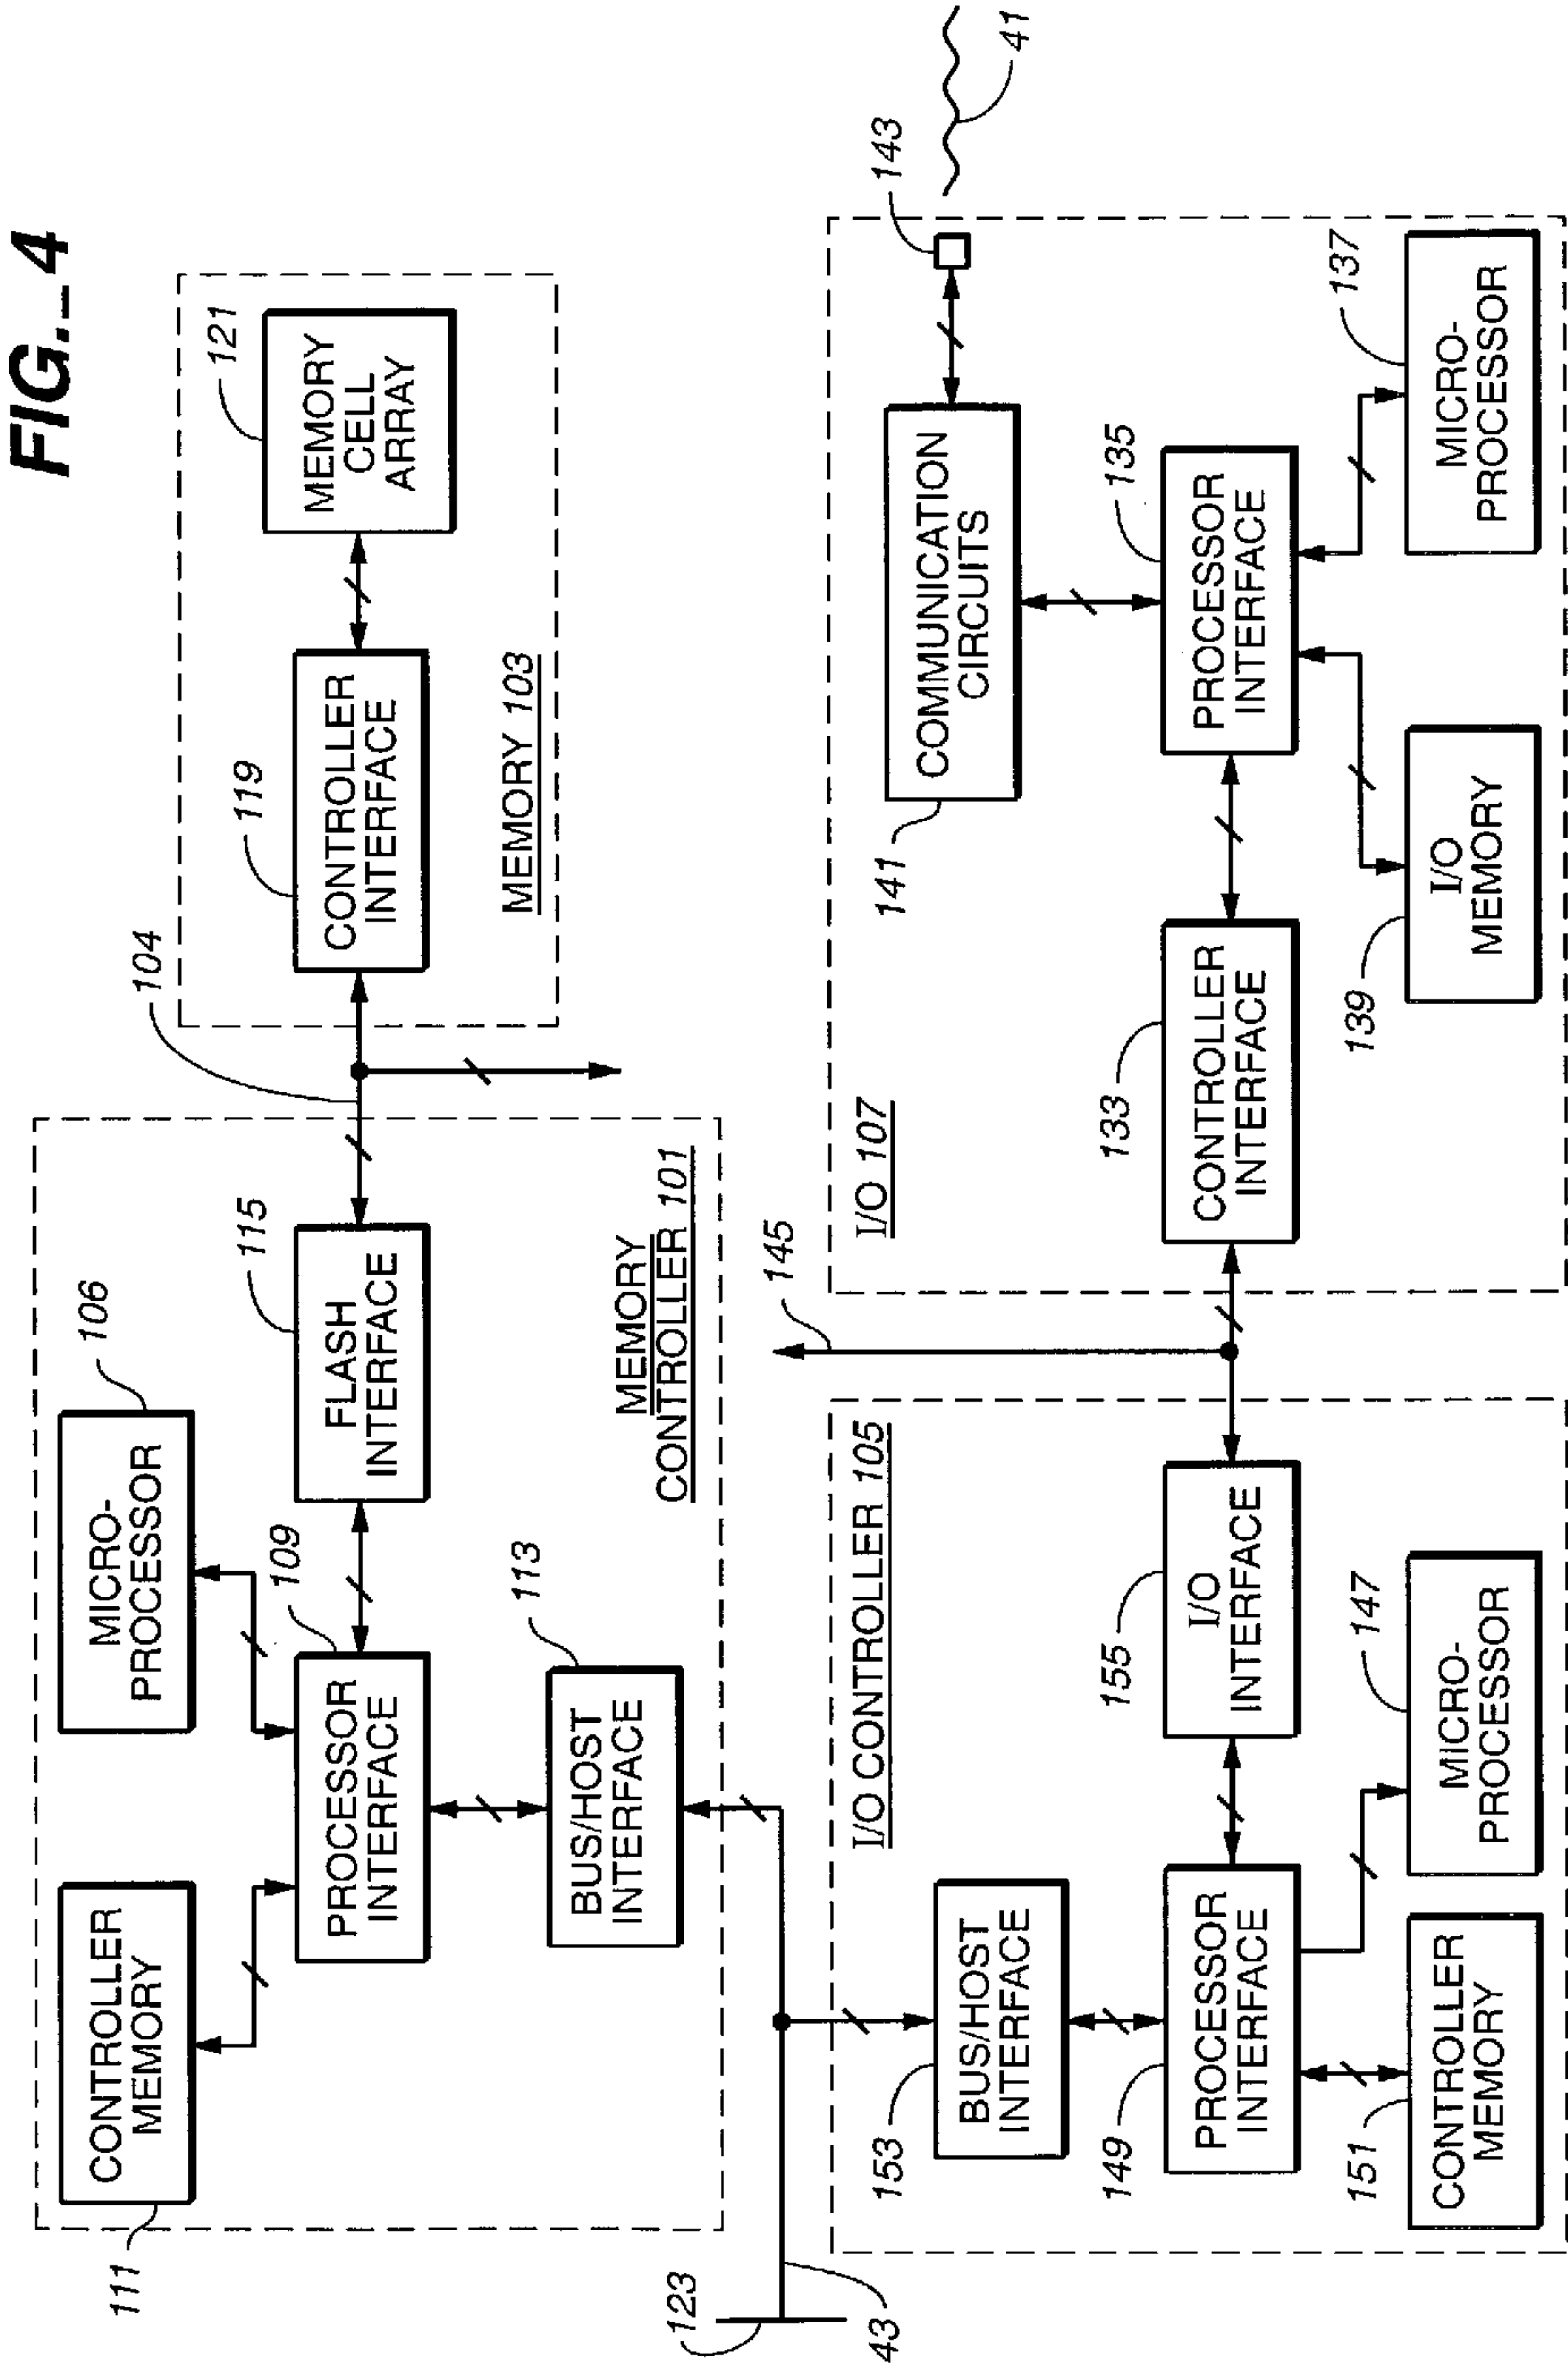 FIG._4
111
CONTROLLER
MEMORY
MICRO-
PROCESSOR
106
PROCESSOR
INTERFACE
109
FLASH
INTERFACE
115
BUS/HOST
INTERFACE
113
MEMORY
CONTROLLER 101
104
119
CONTROLLER
INTERFACE
121
MEMORY
CELL
ARRAY
MEMORY 103
123
43
I/O CONTROLLER 105
153
BUS/HOST
INTERFACE
149
PROCESSOR
INTERFACE
155
I/O
INTERFACE
151
CONTROLLER
MEMORY
147
MICRO-
PROCESSOR
145
I/O 107
141
COMMUNICATION
CIRCUITS
143
41
133
CONTROLLER
INTERFACE
135
PROCESSOR
INTERFACE
139
I/O
MEMORY
137
MICRO-
PROCESSOR